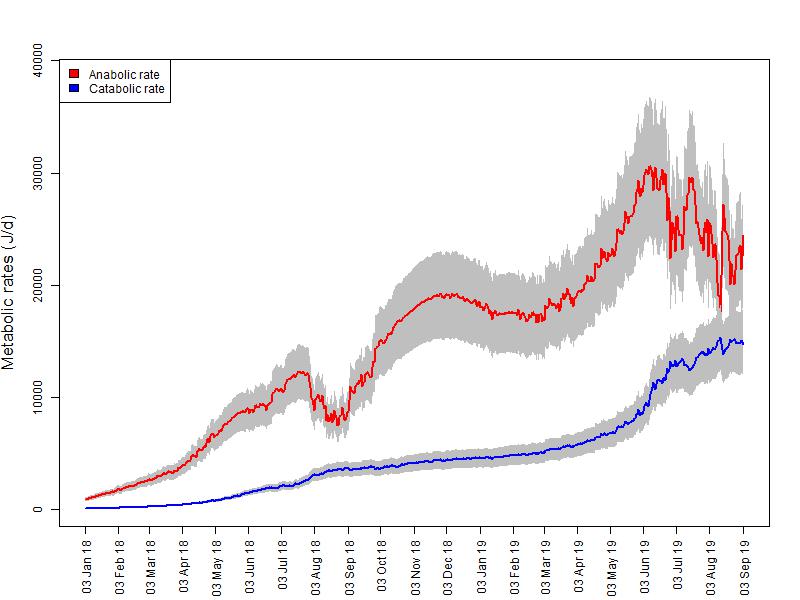 Anabolic rate
Catabolic rate
Metabolic rates (J/d)
40000
30000
20000
10000
0
03 Jan 18
03 Feb 18
03 Mar 18
03 Apr 18
03 May 18
03 Jun 18
03 Jul 18
03 Aug 18
03 Sep 18
03 Oct 18
03 Nov 18
03 Dec 18
03 Jan 19
03 Feb 19
03 Mar 19
03 Apr 19
03 May 19
03 Jun 19
03 Jul 19
03 Aug 19
03 Sep 19